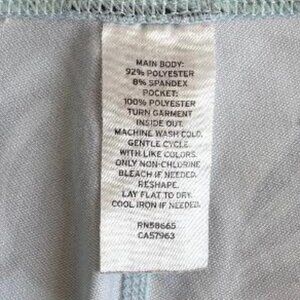 MAIN BODY:
92% POLYESTER
8% SPANDEX
POCKET:
100% POLYESTER
TURN GARMENT
INSIDE OUT.
MACHINE WASH COLD.
GENTLE CYCLE.
WITH LIKE COLORS.
ONLY NON-CHLORINE
BLEACH IF NEEDED.
RESHAPE.
LAY FLAT TO DRY.
COOL IRON IF NEEDED.
RN58665
CA57963